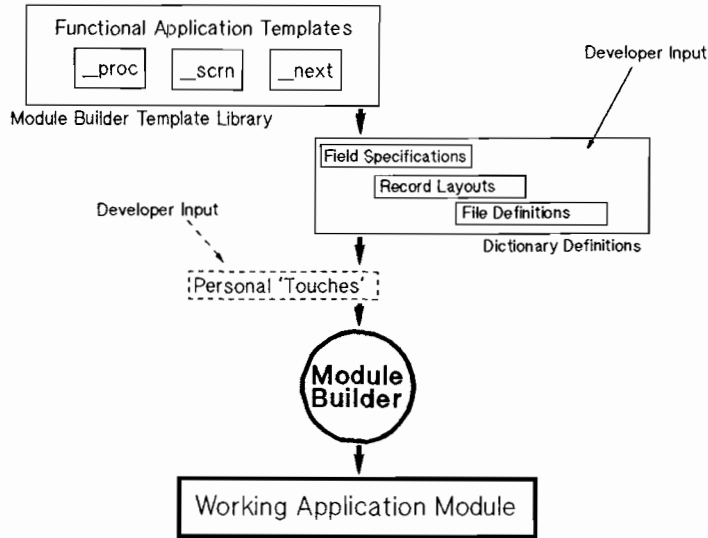 Functional Application Templates
__proc __scrn __next
Module Builder Template Library
Developer Input
Field Specifications
Record Layouts
File Definitions
Dictionary Definitions
Developer Input
Personal 'Touches'
Module
Builder
Working Application Module